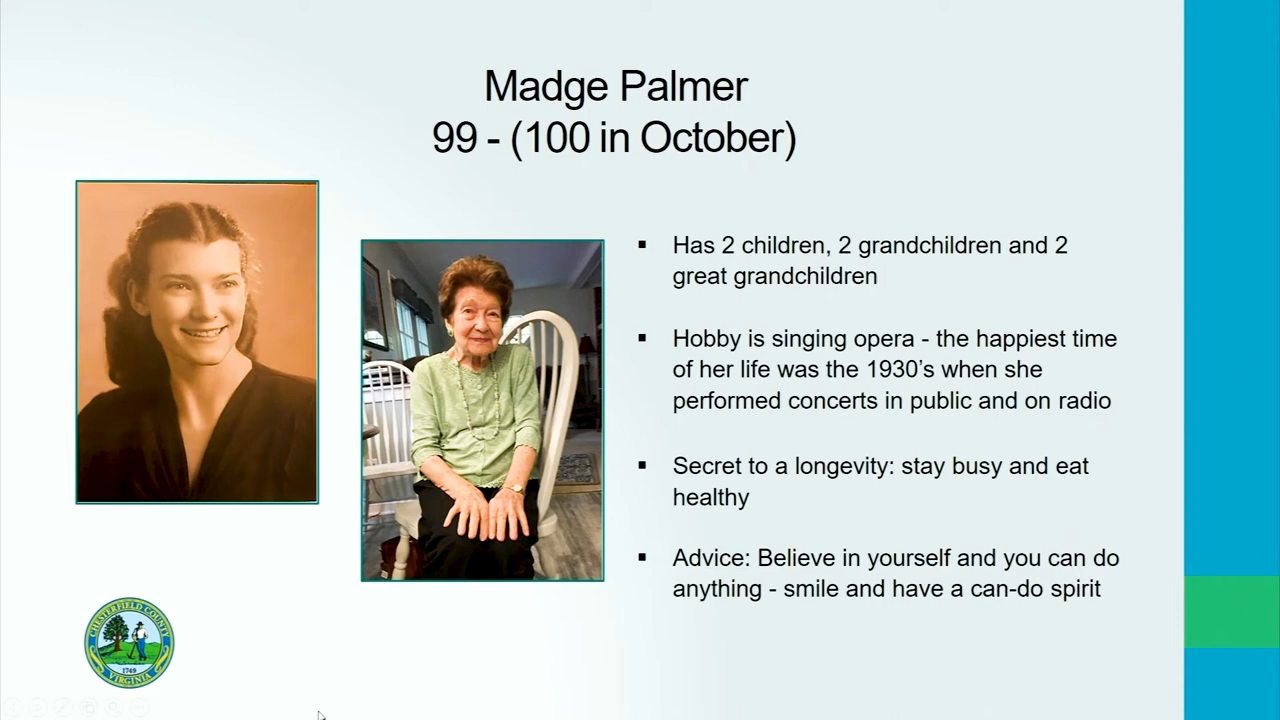 Madge Palmer
99 - (100 in October)
▪ Has 2 children, 2 grandchildren and 2
great grandchildren
▪ Hobby is singing opera - the happiest time
of her life was the 1930's when she
performed concerts in public and on radio
▪ Secret to a longevity: stay busy and eat
healthy
▪ Advice: Believe in yourself and you can do
anything - smile and have a can-do spirit
CHESTERFIELD COUNTY
1749
VIRGINIA